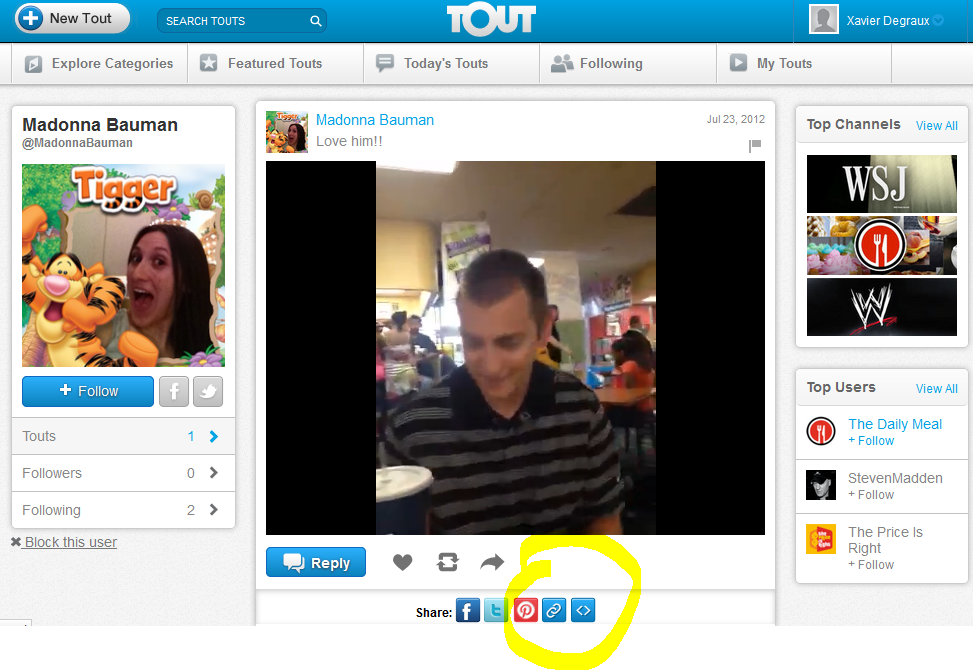 New Tout
SEARCH TOUTS
TOUT
Xavier Degraux
Explore Categories
Featured Touts
Today's Touts
Following
My Touts
Madonna Bauman
@MadonnaBauman
Tigger
+ Follow
f
Touts 1
Followers 0
Following 2
Block this user
Madonna Bauman
Jul 23, 2012
Love him!!
Reply
Share:
Top Channels View All
WSJ
W
Top Users View All
The Daily Meal
+ Follow
StevenMadden
+ Follow
The Price Is
Right
+ Follow